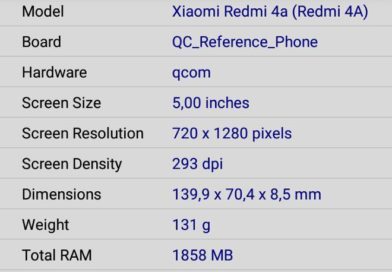 Model Xiaomi Redmi 4a (Redmi 4A)
Board QC_Reference_Phone
Hardware qcom
Screen Size 5,00 inches
Screen Resolution 720 x 1280 pixels
Screen Density 293 dpi
Dimensions 139,9 x 70,4 x 8,5 mm
Weight 131 g
Total RAM 1858 MB